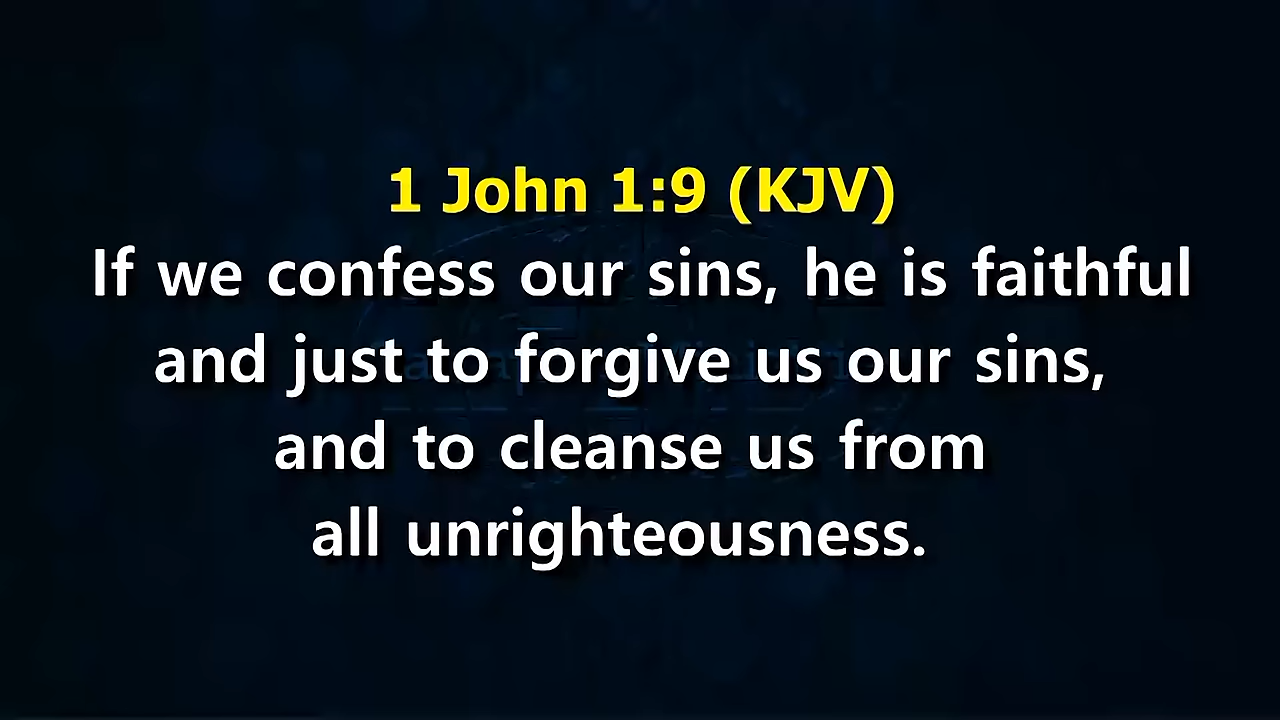 1 John 1:9 (KJV)
If we confess our sins, he is faithful
and just to forgive us our sins,
and to cleanse us from
all unrighteousness.